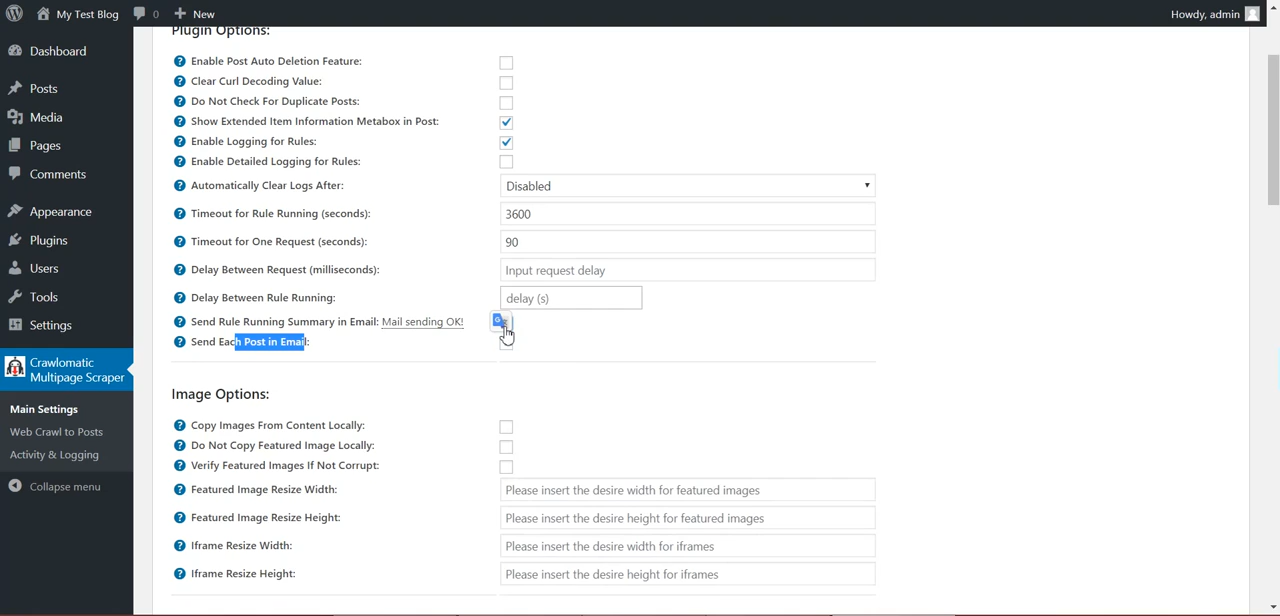 My Test Blog
0
New
Howdy, admin
Dashboard
Posts
Media
Pages
Comments
Appearance
Plugins
Users
Tools
Settings
Crawlomatic
Multipage Scraper
Main Settings
Web Crawl to Posts
Activity & Logging
Collapse menu
Plugin Options:
Enable Post Auto Deletion Feature:
Clear Curl Decoding Value:
Do Not Check For Duplicate Posts:
Show Extended Item Information Metabox in Post:
Enable Logging for Rules:
Enable Detailed Logging for Rules:
Automatically Clear Logs After: Disabled
Timeout for Rule Running (seconds): 3600
Timeout for One Request (seconds): 90
Delay Between Request (milliseconds): Input request delay
Delay Between Rule Running: delay (s)
Send Rule Running Summary in Email: Mail sending OK!
Send Each Post in Email:
Image Options:
Copy Images From Content Locally:
Do Not Copy Featured Image Locally:
Verify Featured Images If Not Corrupt:
Featured Image Resize Width: Please insert the desire width for featured images
Featured Image Resize Height: Please insert the desire height for featured images
Iframe Resize Width: Please insert the desire width for iframes
Iframe Resize Height: Please insert the desire height for iframes